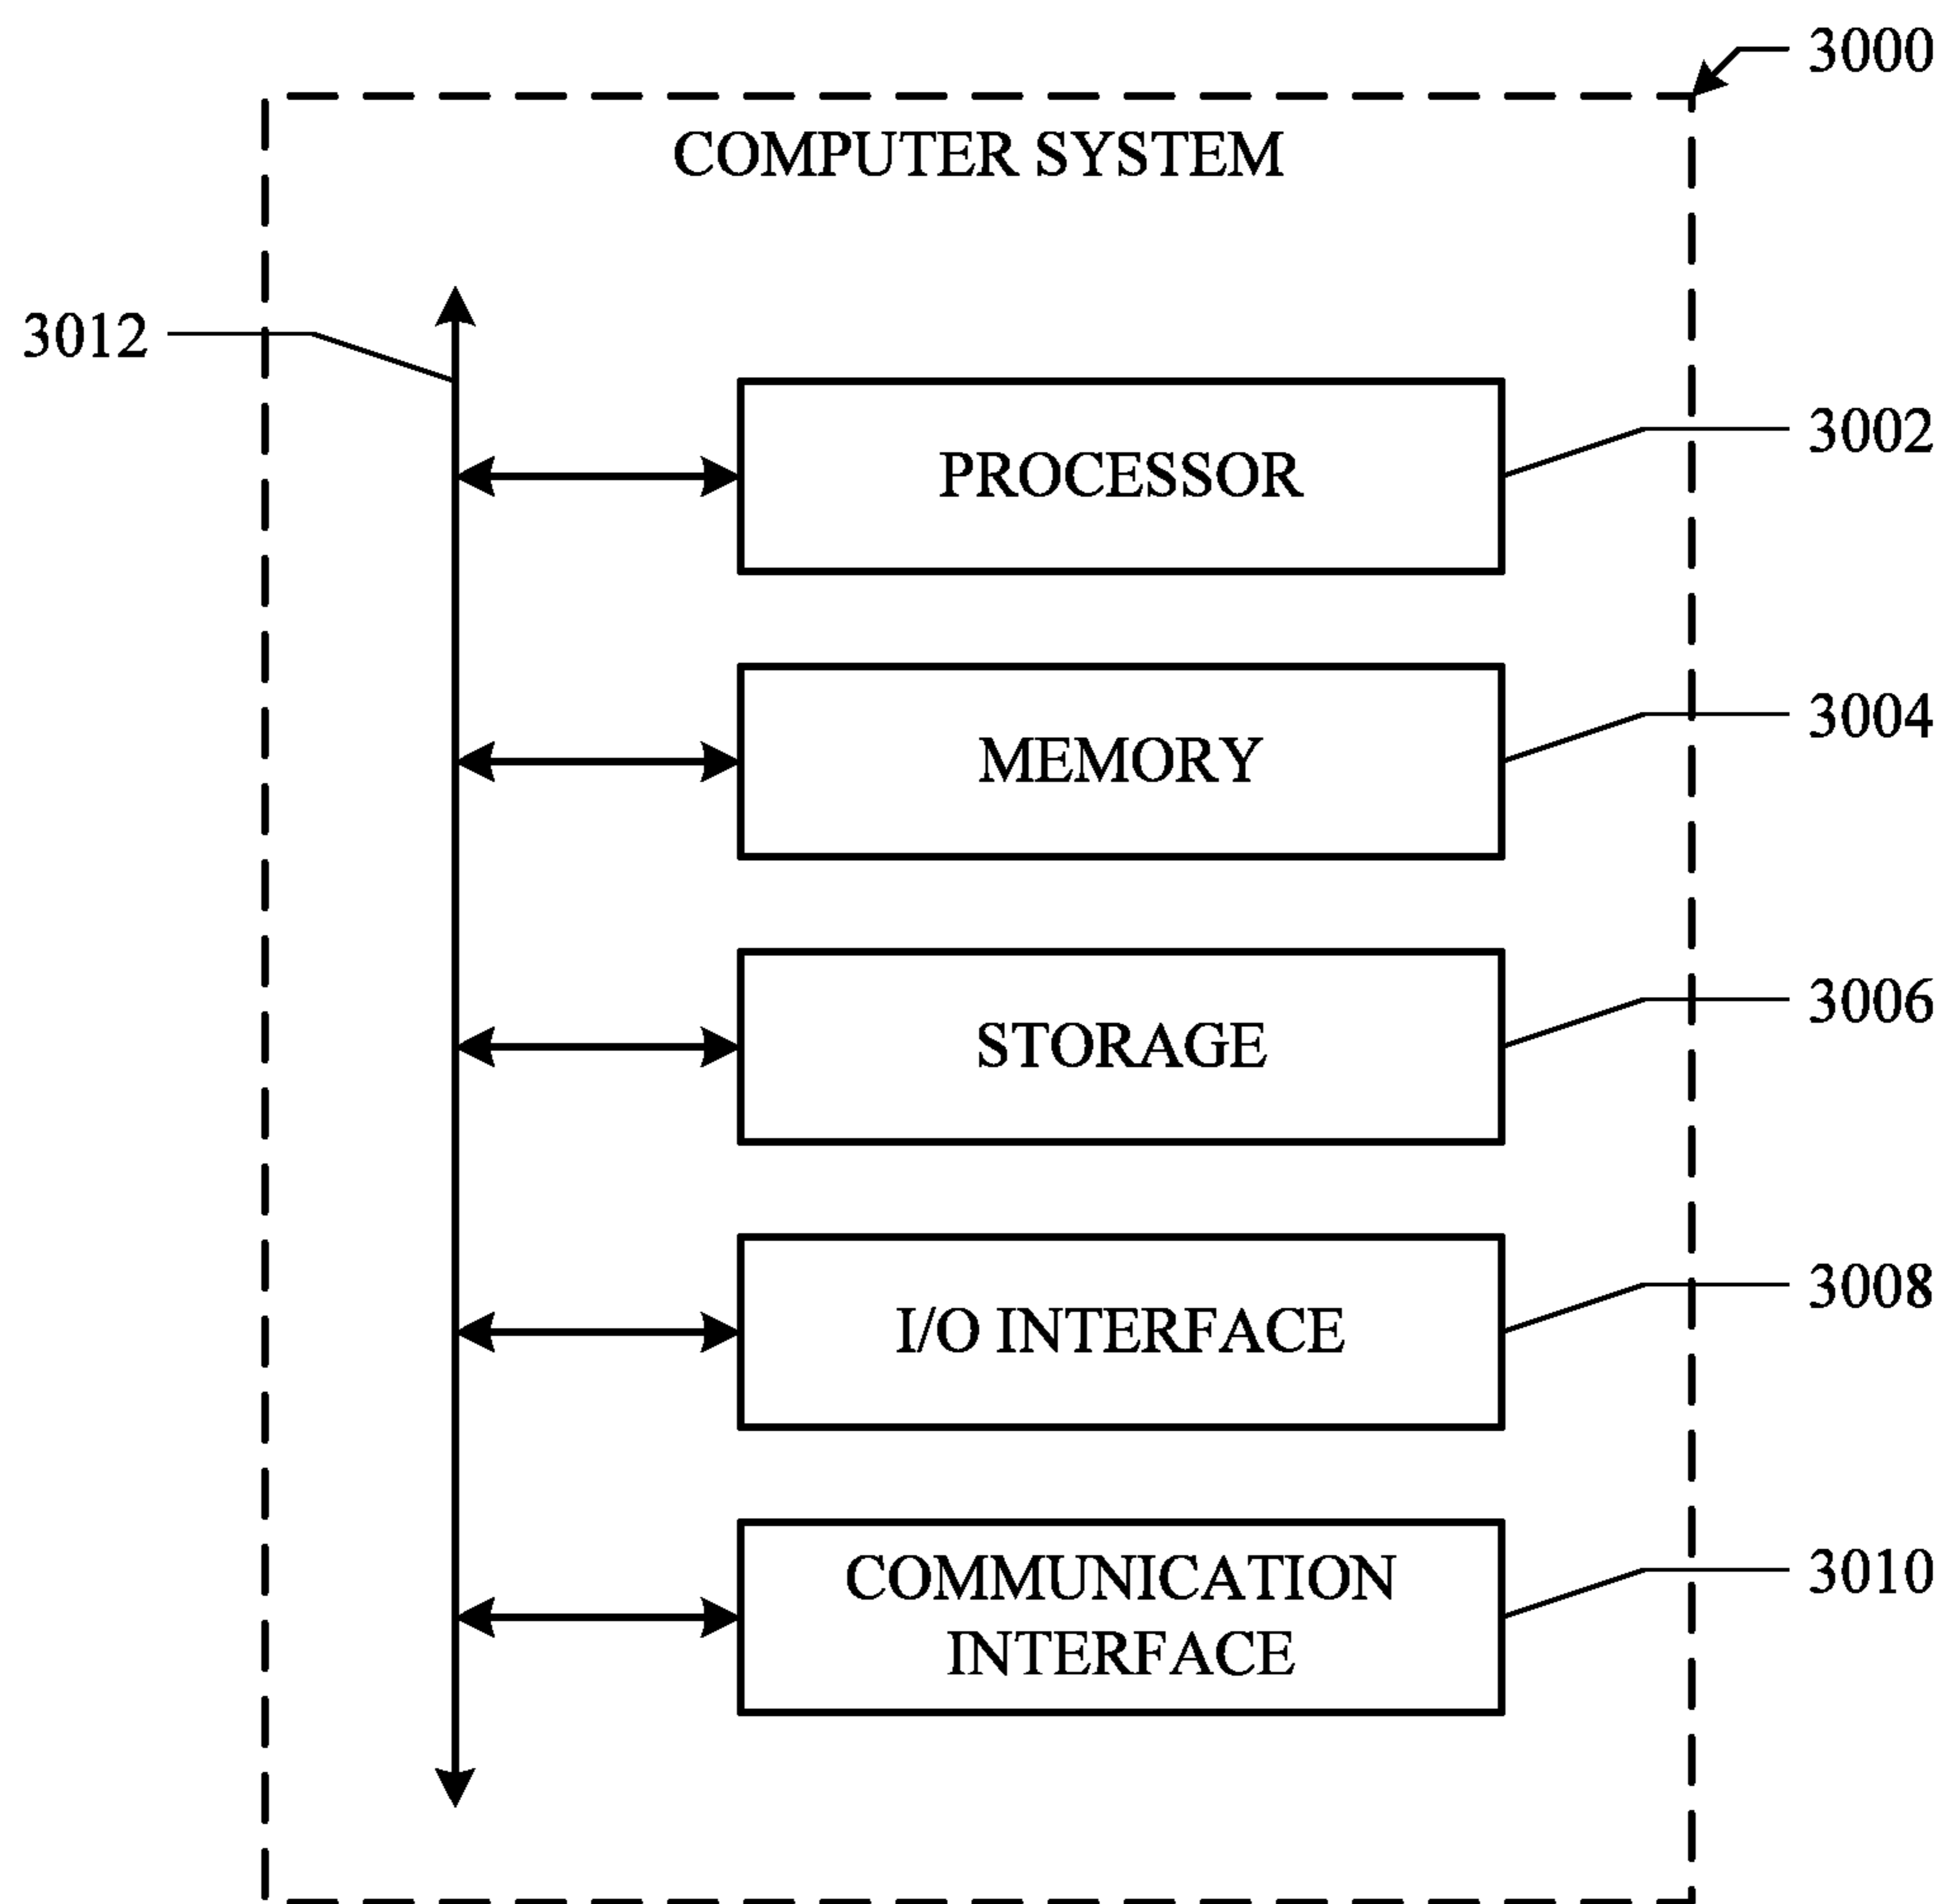 3000
COMPUTER SYSTEM
3012
PROCESSOR
3002
MEMORY
3004
STORAGE
3006
I/O INTERFACE
3008
COMMUNICATION
INTERFACE
3010